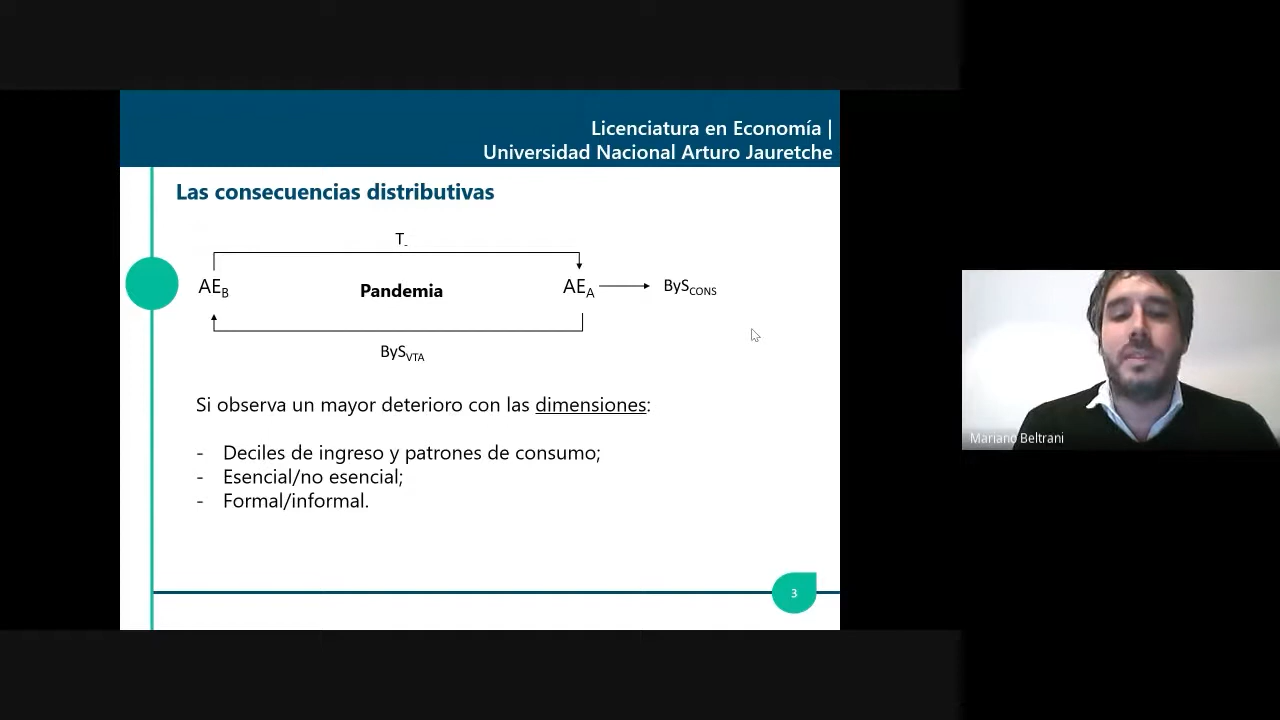 Licenciatura en Economía |
Universidad Nacional Arturo Jauretche
Las consecuencias distributivas
T-
AEB
Pandemia
AEA
BySCONS
BySVTA
Si observa un mayor deterioro con las dimensiones:
- Deciles de ingreso y patrones de consumo;
- Esencial/no esencial;
- Formal/informal.
3
Mariano Beltrani